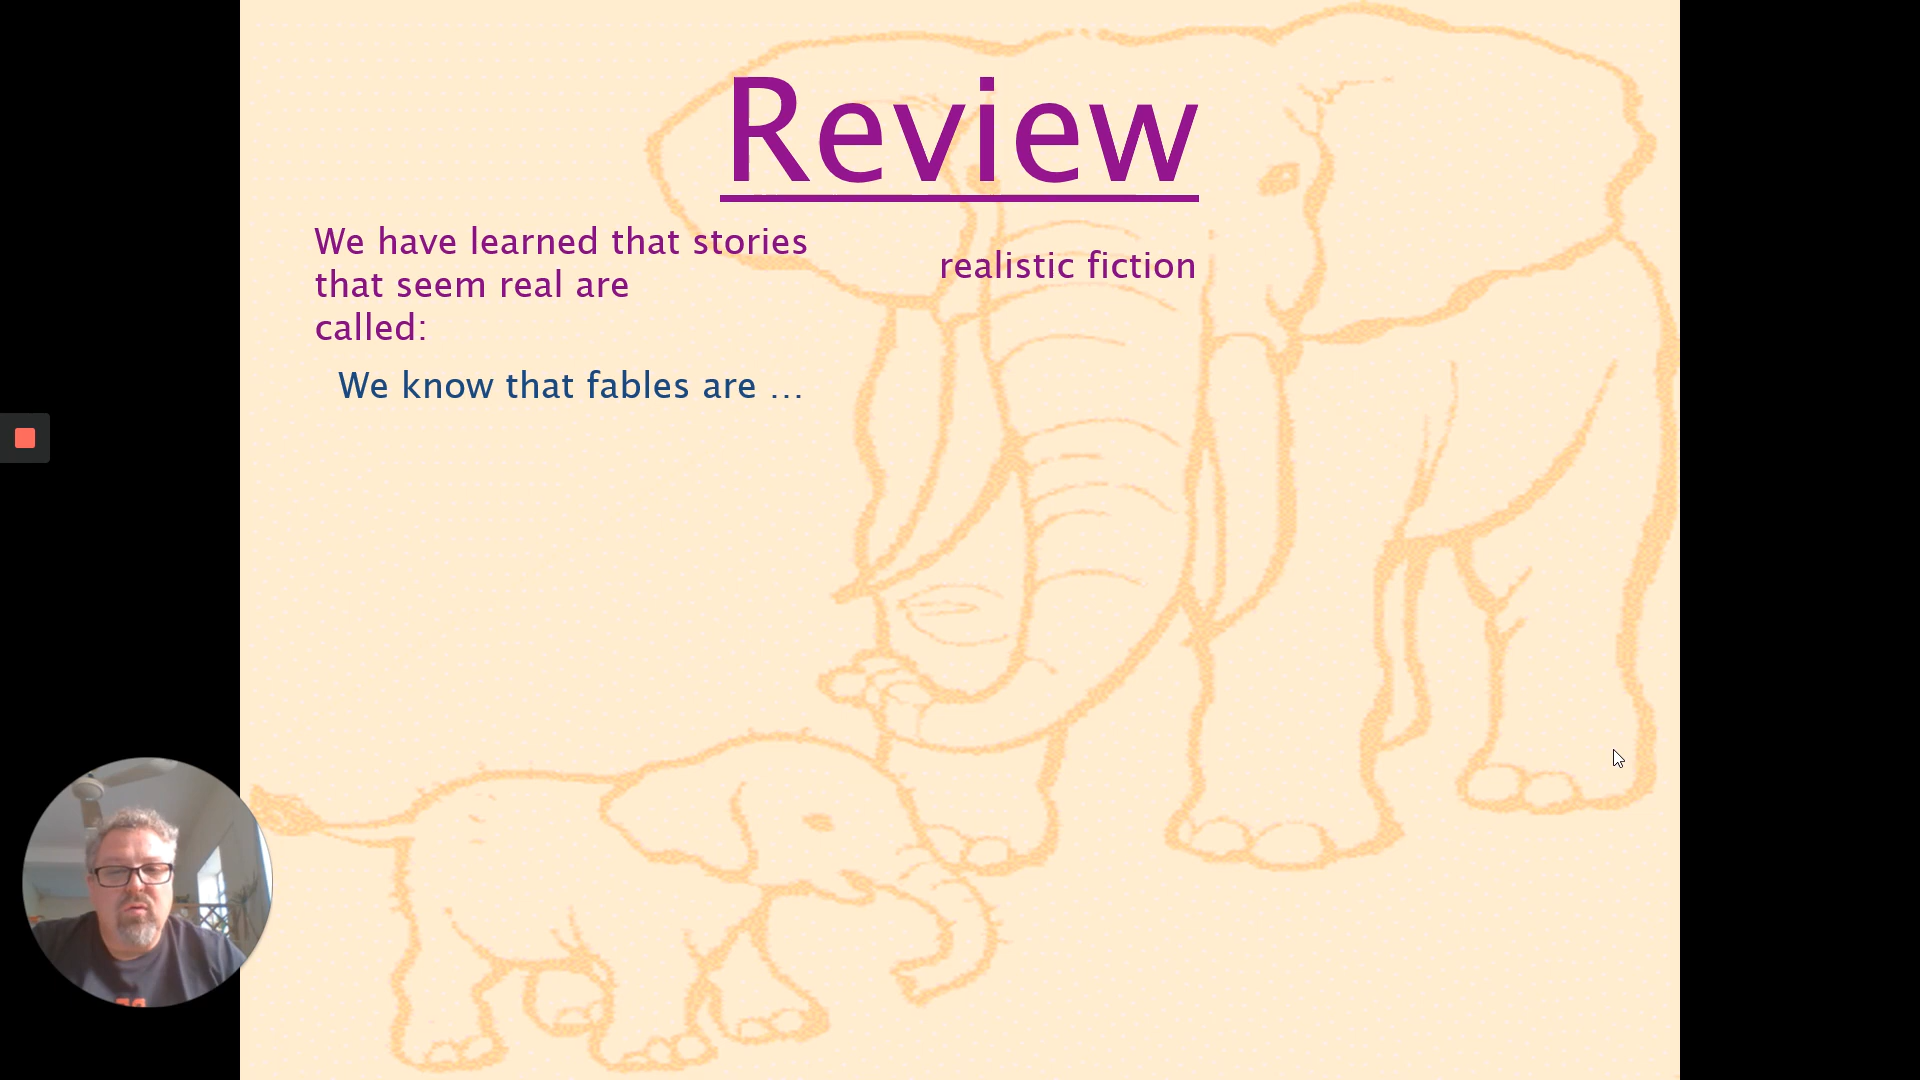 Review
We have learned that stories
that seem real are
called:
realistic fiction
We know that fables are ...